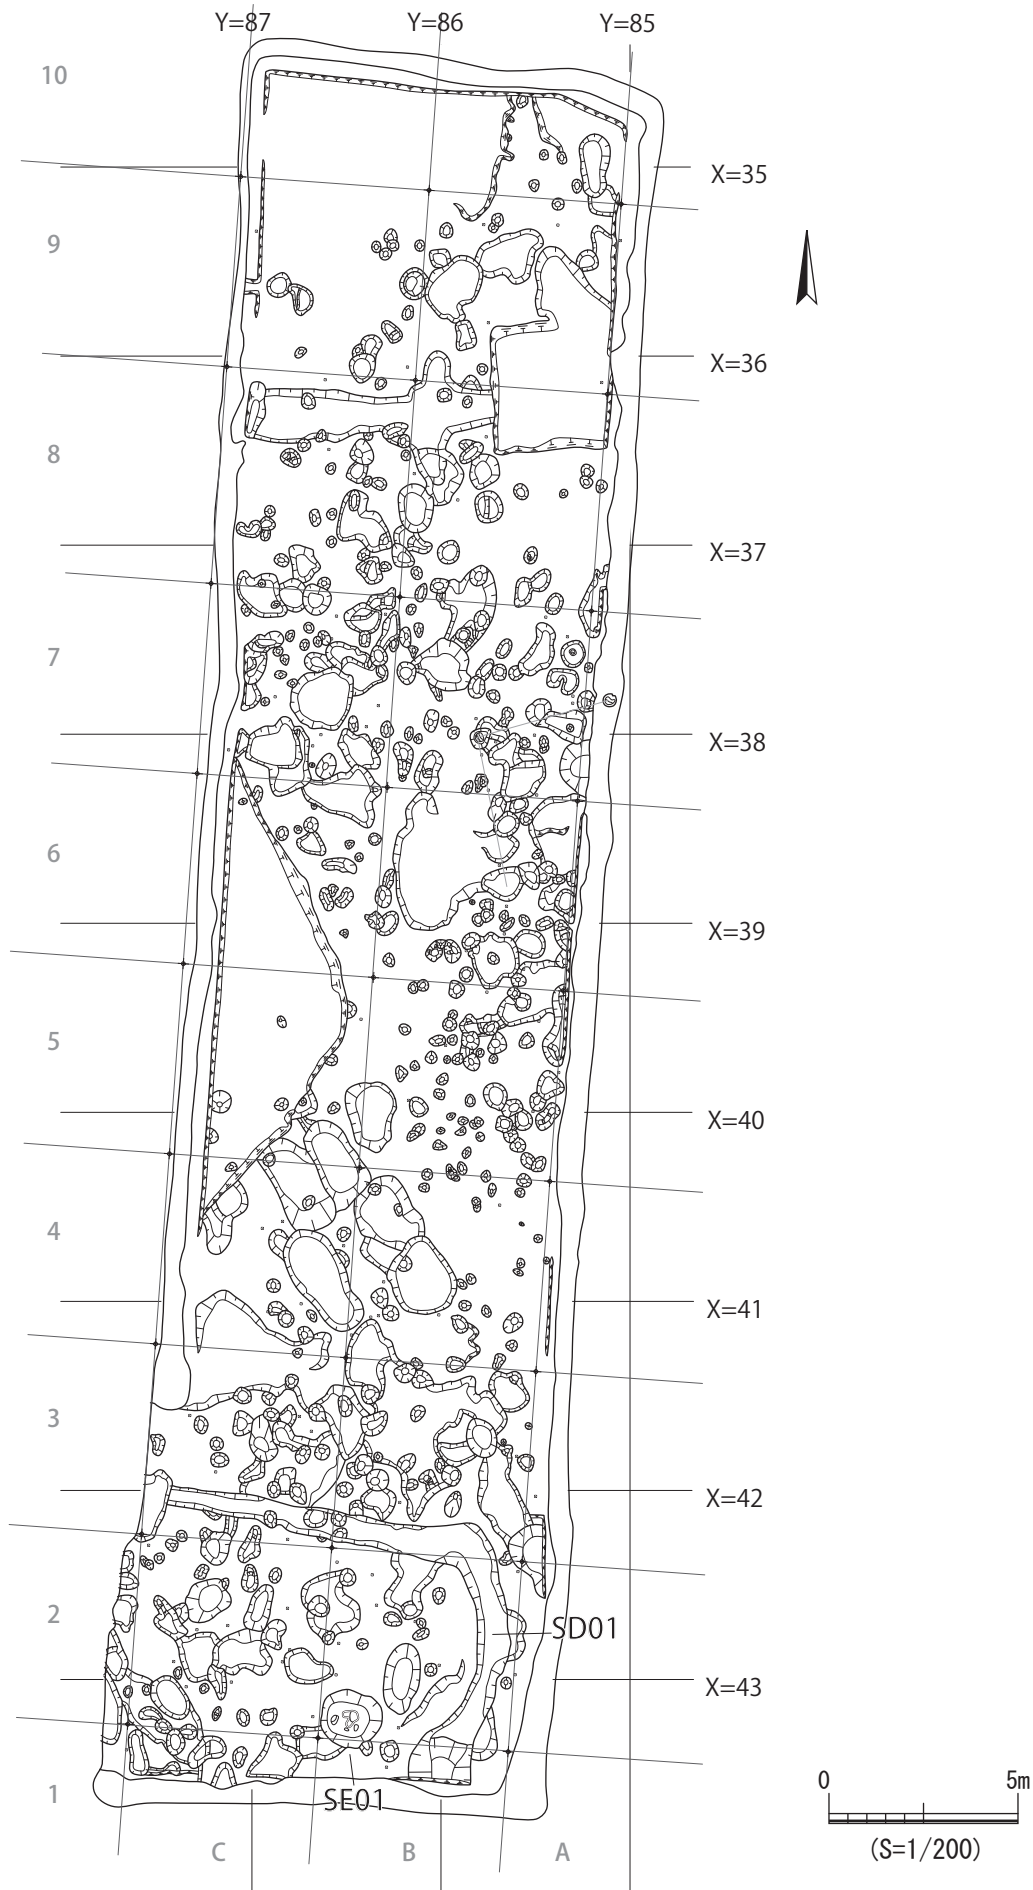 Y=87 Y=86 Y=85
10
X=35
9
X=36
8
X=37
7
X=38
6
X=39
5
X=40
4
X=41
3
X=42
2
SD01
X=43
0 5m
1
SE01
(S=1/200)
C B A